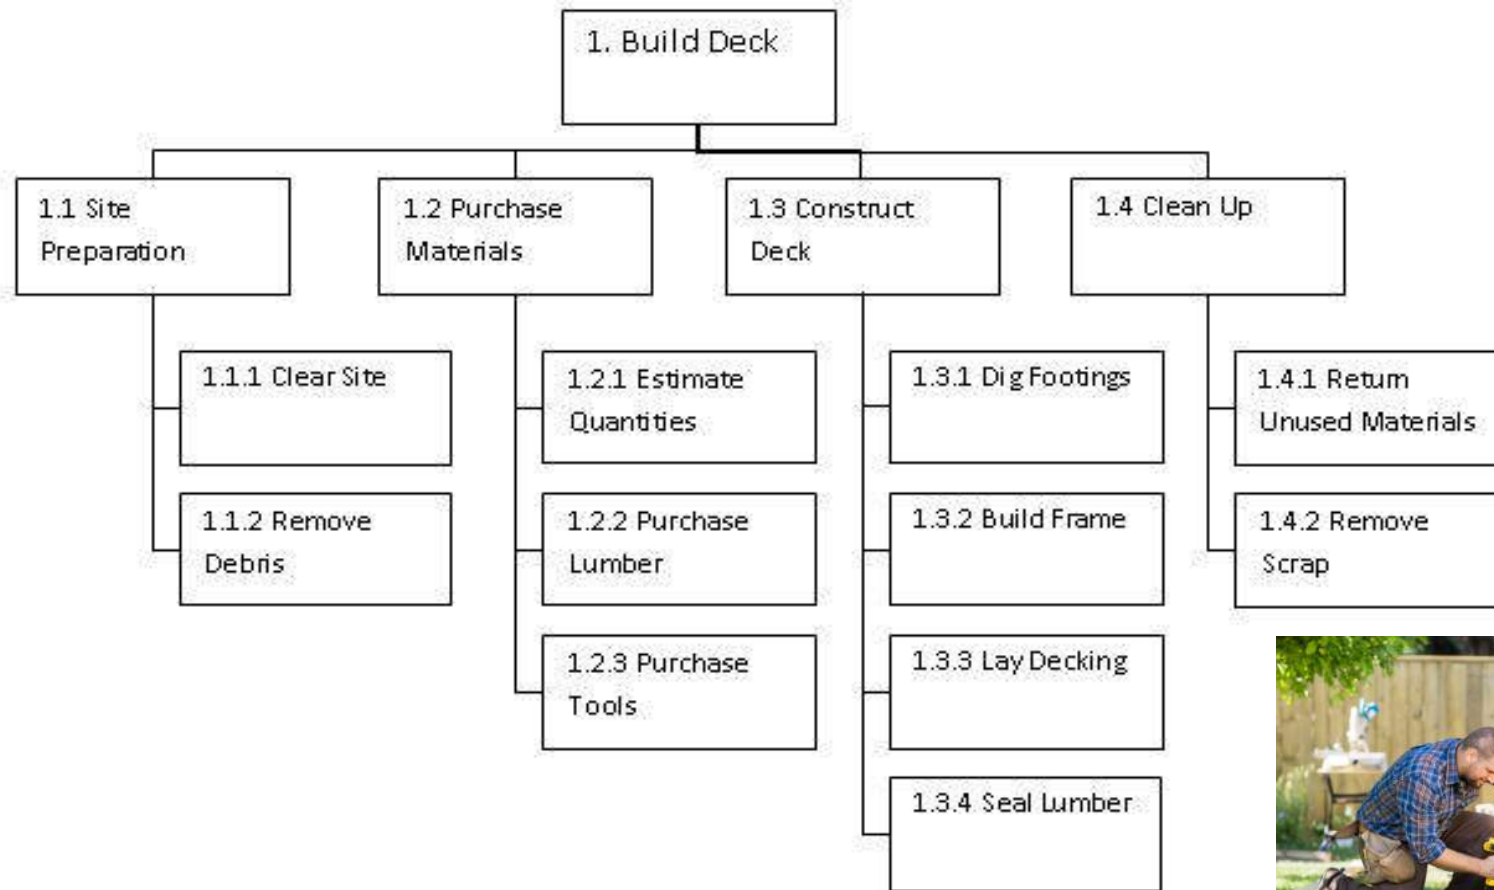 1. Build Deck
1.1 Site
Preparation
1.2 Purchase
Materials
1.3 Construct
Deck
1.4 Clean Up
1.1.1 Clear Site
1.1.2 Remove
Debris
1.2.1 Estimate
Quantities
1.2.2 Purchase
Lumber
1.2.3 Purchase
Tools
1.3.1 Dig Footings
1.3.2 Build Frame
1.3.3 Lay Decking
1.3.4 Seal Lumber
1.4.1 Return
Unused Materials
1.4.2 Remove
Scrap